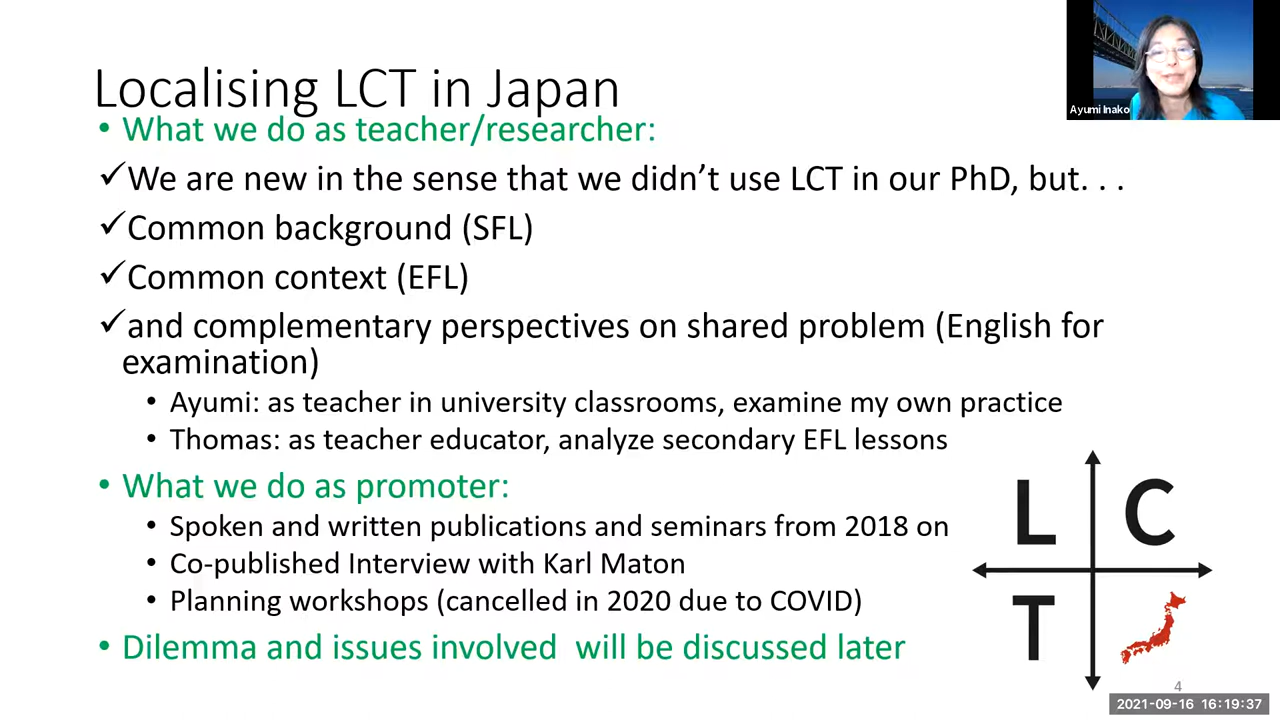 Localising LCT in Japan
• What we do as teacher/researcher:
✓We are new in the sense that we didn’t use LCT in our PhD, but. . .
✓Common background (SFL)
✓Common context (EFL)
✓and complementary perspectives on shared problem (English for
examination)
• Ayumi: as teacher in university classrooms, examine my own practice
• Thomas: as teacher educator, analyze secondary EFL lessons
• What we do as promoter:
• Spoken and written publications and seminars from 2018 on
• Co-published Interview with Karl Maton
• Planning workshops (cancelled in 2020 due to COVID)
• Dilemma and issues involved  will be discussed later
L C
T
4
Ayumi Inako
2021-09-16 16:19:37